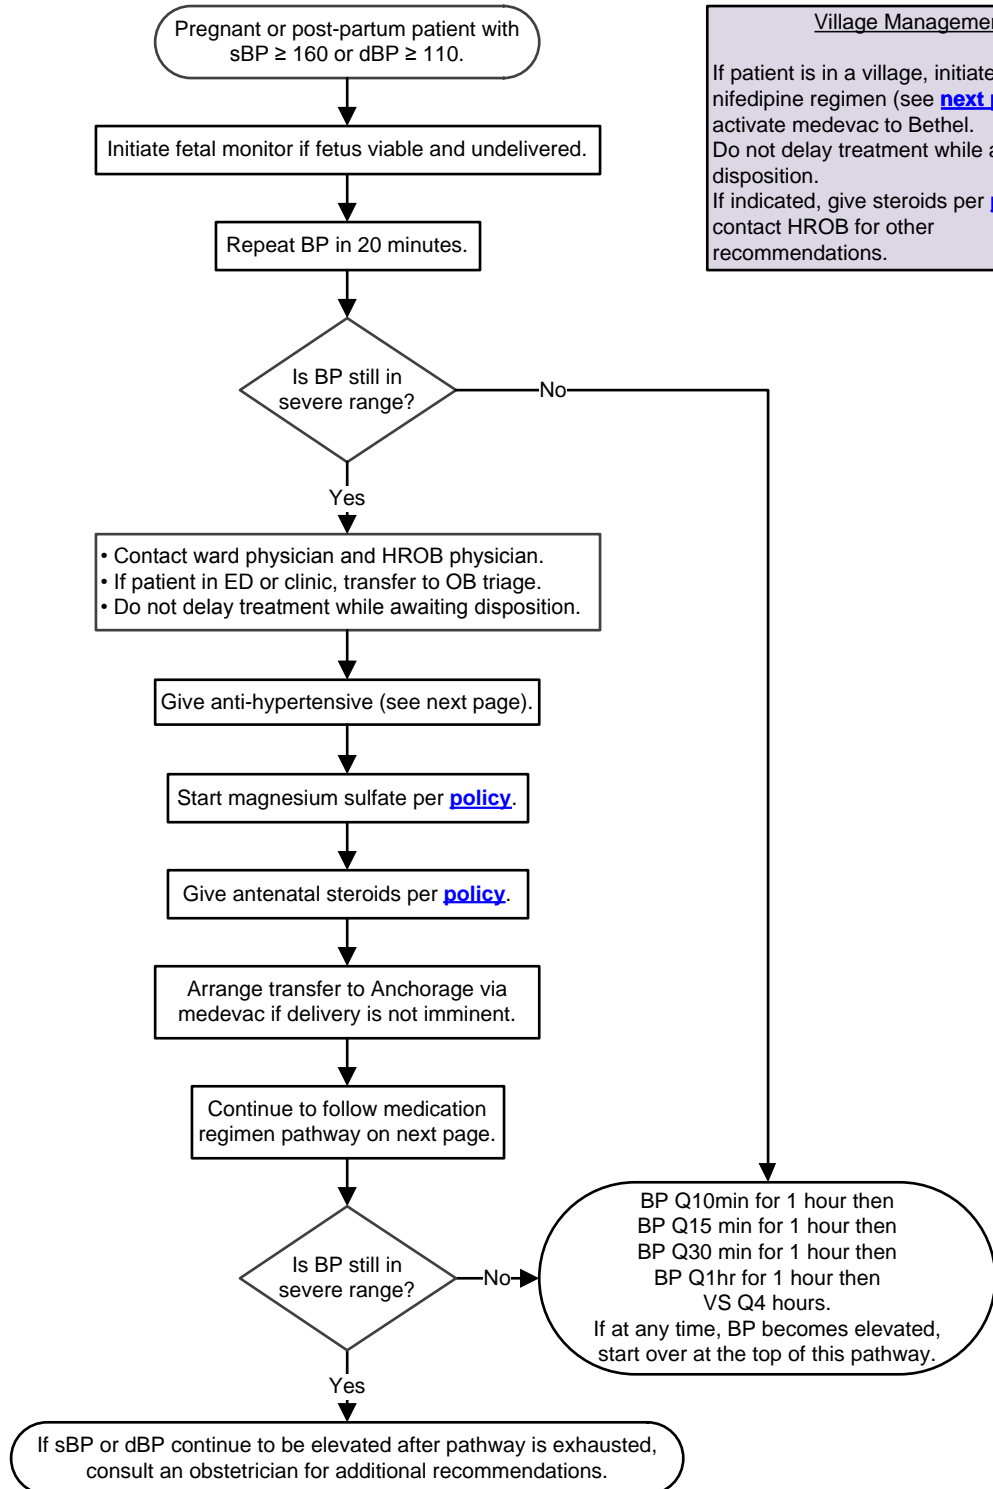 Pregnant or post-partum patient with
sBP ≥ 160 or dBP ≥ 110.
Initiate fetal monitor if fetus viable and undelivered.
Repeat BP in 20 minutes.
Is BP still in
severe range?
No
Yes
• Contact ward physician and HROB physician.
• If patient in ED or clinic, transfer to OB triage.
• Do not delay treatment while awaiting disposition.
Give anti-hypertensive (see next page).
Start magnesium sulfate per policy.
Give antenatal steroids per policy.
Arrange transfer to Anchorage via
medevac if delivery is not imminent.
Continue to follow medication
regimen pathway on next page.
Is BP still in
severe range?
No
Yes
If sBP or dBP continue to be elevated after pathway is exhausted,
consult an obstetrician for additional recommendations.
BP Q10min for 1 hour then
BP Q15 min for 1 hour then
BP Q30 min for 1 hour then
BP Q1hr for 1 hour then
VS Q4 hours.
If at any time, BP becomes elevated,
start over at the top of this pathway.
Village
If patient is in a village, initiate
nifedipine regimen (see next
activate medevac to Bethel.
Do not delay treatment while
disposition.
If indicated, give steroids per
contact HROB for other
recommendations.